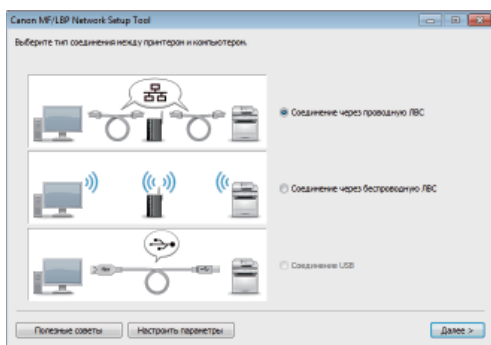 Canon MF/LBP Network Setup Tool
Выберите тип соединения между принтером и компьютером.
Соединение через проводную ЛВС
Соединение через беспроводную ЛВС
Соединение USB
Полезные советы
Настроить параметры
Далее >